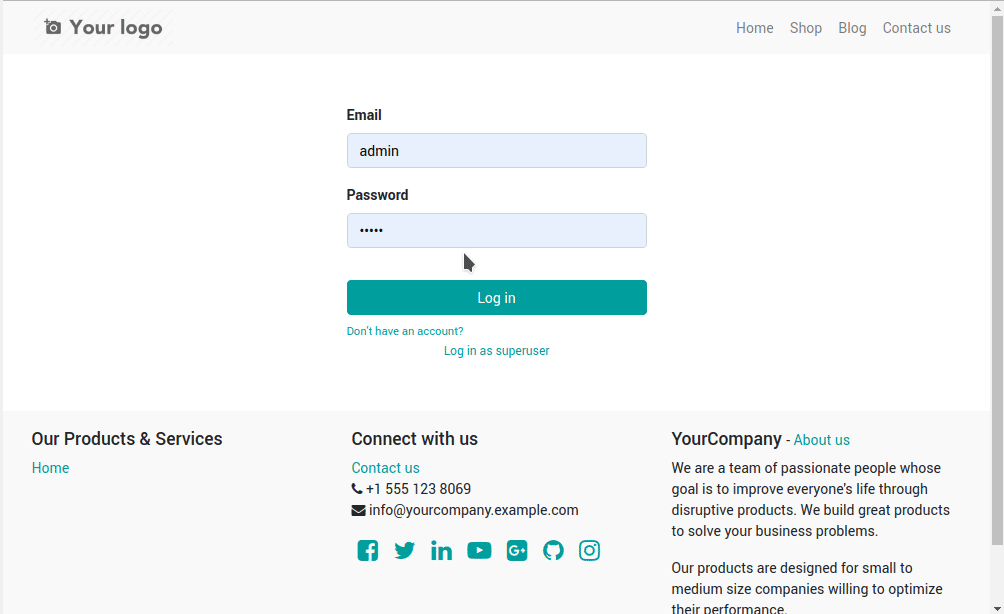 Your logo
Home Shop Blog Contact us
Email
admin
Password
•••••
Log in
Don't have an account?
Log in as superuser
Our Products & Services
Home
Connect with us
Contact us
+1 555 123 8069
info@yourcompany.example.com
YourCompany - About us
We are a team of passionate people whose
goal is to improve everyone's life through
disruptive products. We build great products
to solve your business problems.
Our products are designed for small to
medium size companies willing to optimize
their performance.